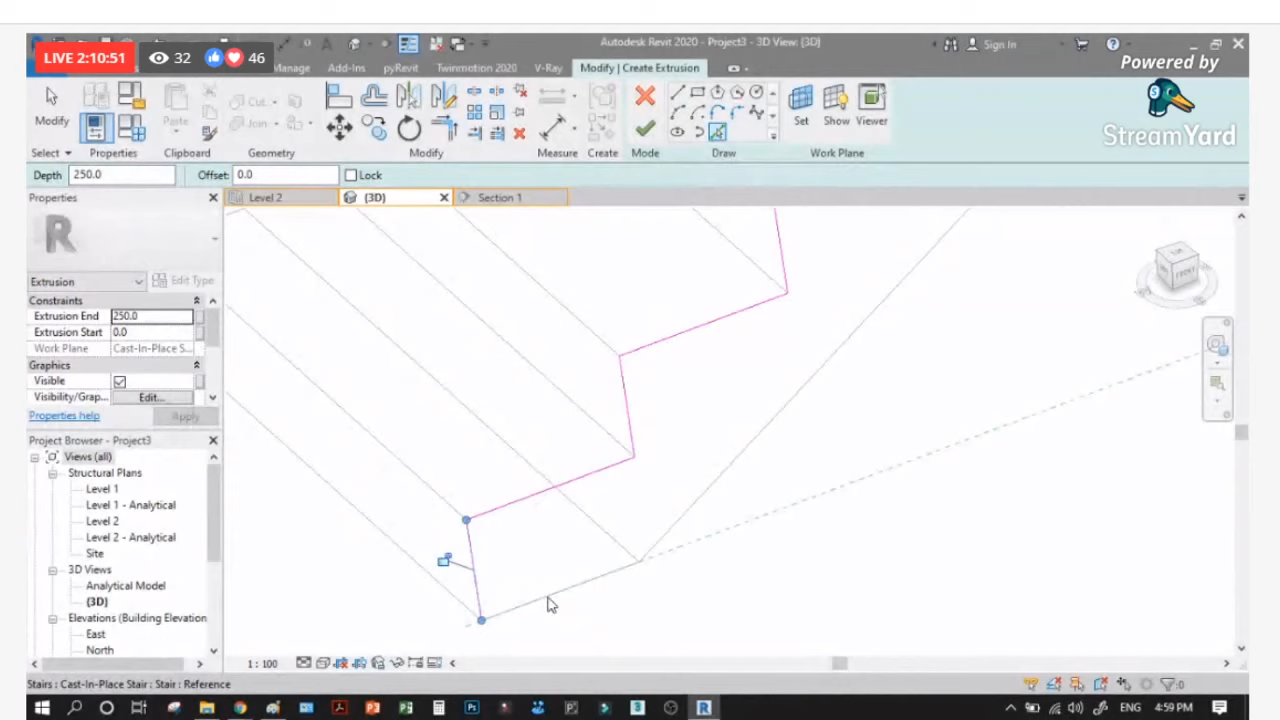 LIVE 2:10:51 32 46
Autodesk Revit 2020 - Project3 - 3D View: {3D}
Sign In
Manage Add-Ins pyRevit Twinmotion 2020 V-Ray Modify | Create Extrusion
Powered by
StreamYard
Modify
Paste
Cut
Join
Set Show Viewer
Select Properties Clipboard Geometry Modify Measure Create Mode Draw Work Plane
Depth 250.0 Offset: 0.0 Lock
Properties
Level 2 {3D} Section 1
R
Extrusion Edit Type
Constraints
Extrusion End 250.0
Extrusion Start 0.0
Work Plane Cast-In-Place S...
Graphics
Visible
Visibility/Grap... Edit...
Properties help Apply
Project Browser - Project3
Views (all)
Structural Plans
Level 1
Level 1 - Analytical
Level 2
Level 2 - Analytical
Site
3D Views
Analytical Model
{3D}
Elevations (Building Elevation
East
North
FRONT
1 : 100
Stairs : Cast-In-Place Stair : Stair : Reference
:0
ENG 4:59 PM